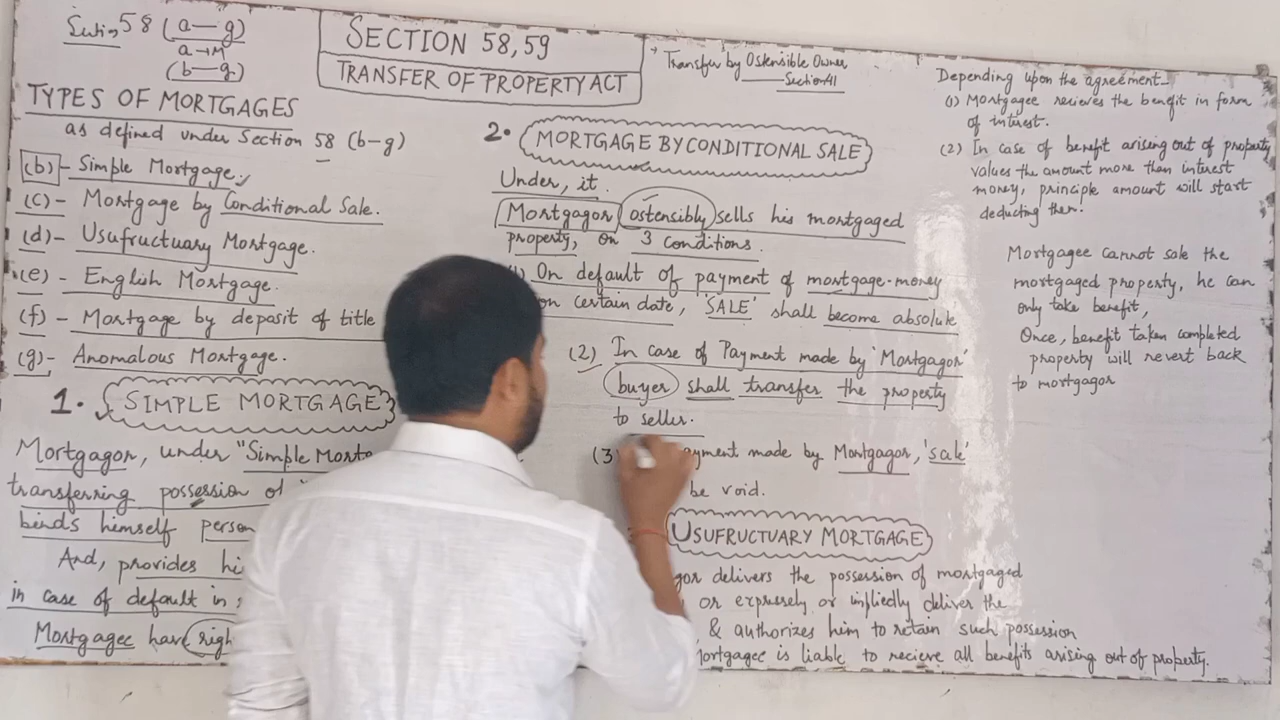 Section 58 (a—g)
a→M
(b—g)
SECTION 58,59
TRANSFER OF PROPERTY ACT
Transfer by Ostensible Owner
Section 41
TYPES OF MORTGAGES
as defined under Section 58 (b-g)
(b)- Simple Mortgage.
(c)- Mortgage by Conditional Sale.
(d)- Usufructuary Mortgage.
(e)- English Mortgage.
(f)- Mortgage by deposit of title
(g)- Anomalous Mortgage.
1. SIMPLE MORTGAGE
Mortgagor, under "Simple
transferring possession of
binds himself
And, provides
in case of default in
Mortgagee have
2. MORTGAGE BY CONDITIONAL SALE
Under, it.
Mortgagor ostensibly sells his mortgaged
property, on 3 conditions.
On default of payment of mortgage-money
on certain date, 'SALE' shall become absolute
(2) In case of Payment made by 'Mortgagor'
buyer shall transfer the property
to seller.
(3) made by Mortgagor, 'sale'
be void.
USUFRUCTUARY MORTGAGE
delivers the possession of mortgaged
or expressely or impliedly deliver the
& authorizes him to retain such possession
is liable to recieve all benefits arising out of property.
Depending upon the agreement-
(1) Mortgagee recieves the benefit in form
of interest.
(2) In case of benefit arising out of property
values the amount more than interest
money, principle amount will start
deducting then.
Mortgagee cannot sale the
mortgaged property, he can
only take benefit,
Once, benefit taken completed
property will revert back
to mortgagor